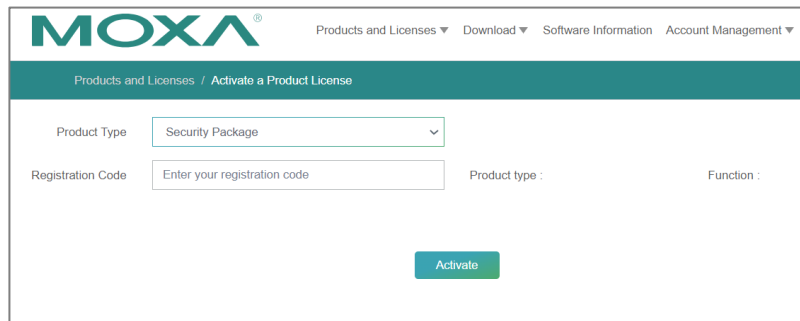 MOXA®
Products and Licenses ▼ Download ▼ Software Information Account Management ▼
Products and Licenses / Activate a Product License
Product Type Security Package
Registration Code Enter your registration code Product type : Function :
Activate